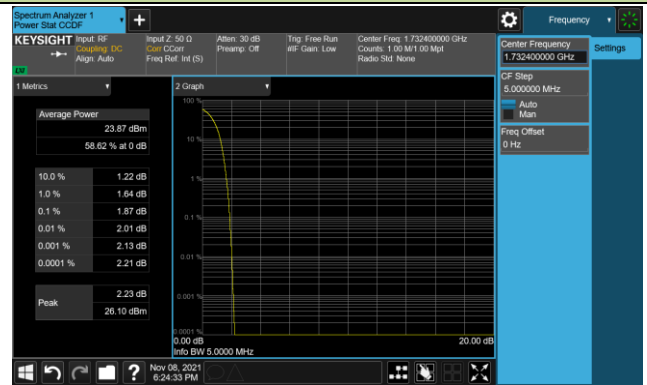 Spectrum Analyzer 1
Power Stat CCDF
Frequency
KEYSIGHT
Input: RF
Coupling: DC
Align: Auto
Input Z: 50 Ω
Corr CCorr
Freq Ref: Int (S)
Atten: 30 dB
Preamp: Off
Trig: Free Run
#IF Gain: Low
Center Freq: 1.732400000 GHz
Counts: 1.00 M/1.00 Mpt
Radio Std: None
Center Frequency
1.732400000 GHz
Settings
CF Step
5.000000 MHz
Auto
Man
Freq Offset
0 Hz
1 Metrics
2 Graph
Average Power
23.87 dBm
58.62 % at 0 dB
10.0 % 1.22 dB
1.0 % 1.64 dB
0.1 % 1.87 dB
0.01 % 2.01 dB
0.001 % 2.13 dB
0.0001 % 2.21 dB
Peak
2.23 dB
26.10 dBm
100 %
10 %
1 %
0.1 %
0.01 %
0.001 %
0.0001 %
0.00 dB
20.00 dB
Info BW 5.0000 MHz
?
Nov 08, 2021
6:24:33 PM